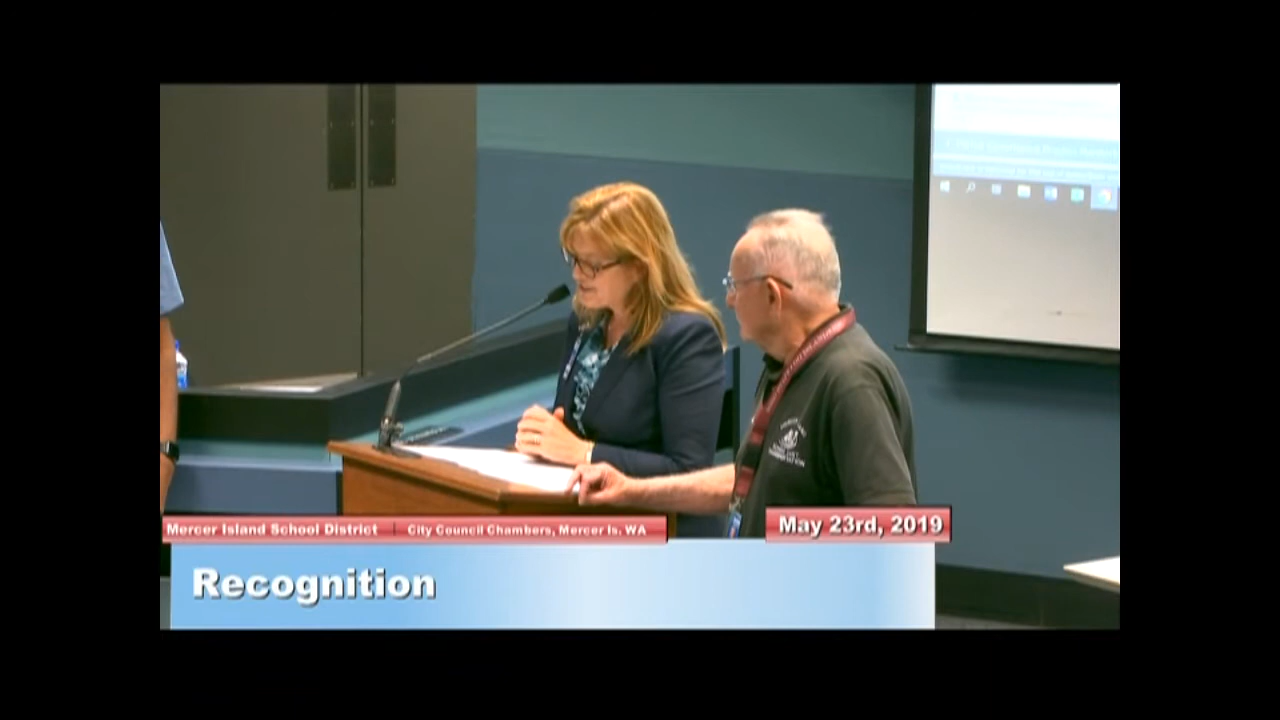 Mercer Island School District | City Council Chambers, Mercer Is. WA
May 23rd, 2019
Recognition